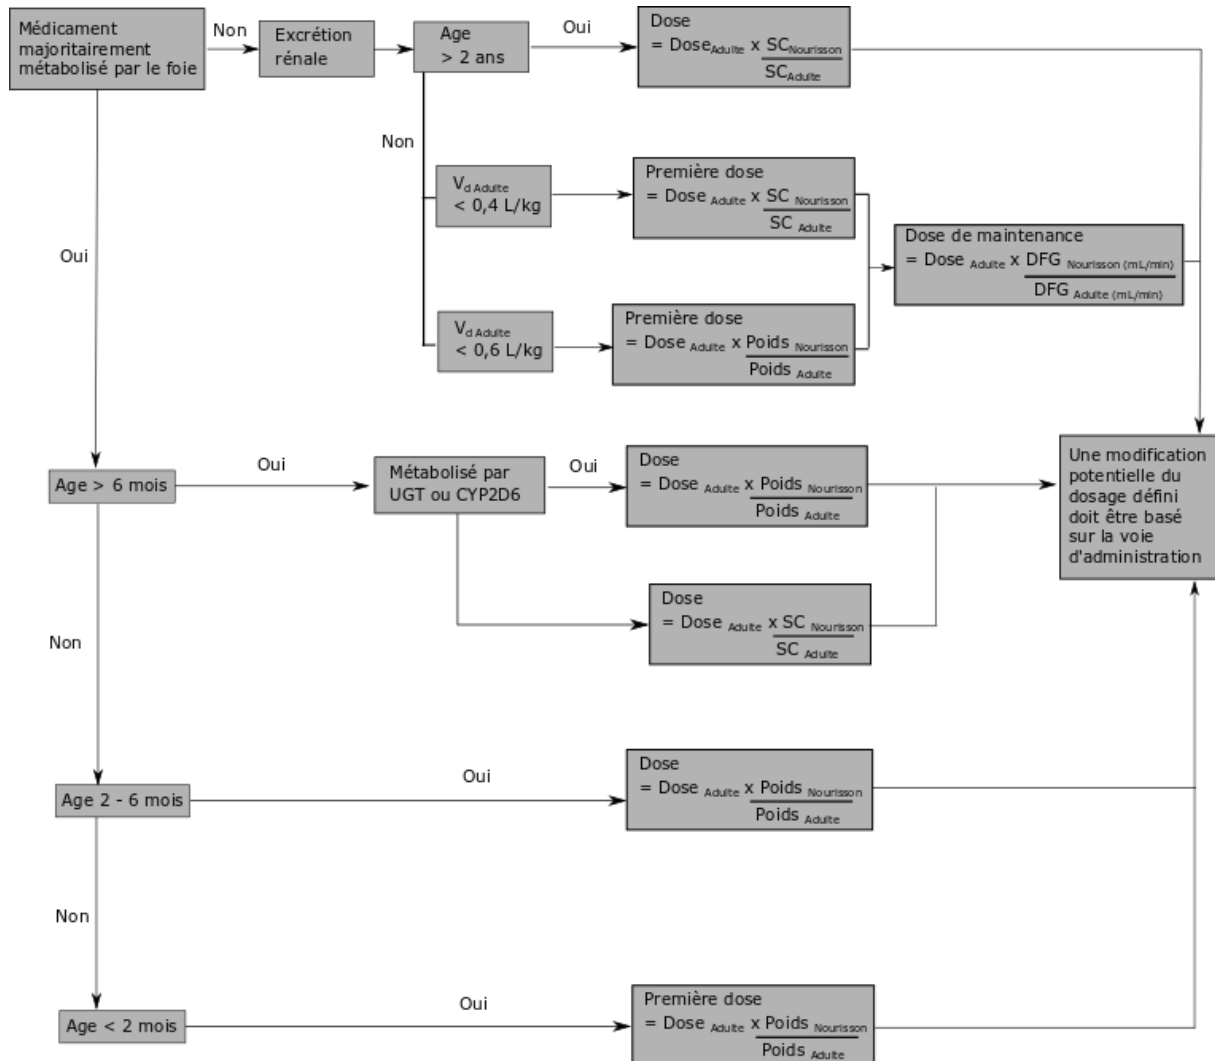 Médicament
majoritairement
métabolisé par le foie
Non
Excrétion
rénale
Age
> 2 ans
Oui
Dose
= Dose Adulte x SC Nourisson
SC Adulte
Non
V d Adulte
< 0,4 L/kg
Première dose
= Dose Adulte x SC Nourisson
SC Adulte
Dose de maintenance
= Dose Adulte x DFG Nourisson (mL/min)
DFG Adulte (mL/min)
Oui
V d Adulte
< 0,6 L/kg
Première dose
= Dose Adulte x Poids Nourisson
Poids Adulte
Age > 6 mois
Oui
Métabolisé par
UGT ou CYP2D6
Oui
Dose
= Dose Adulte x Poids Nourisson
Poids Adulte
Une modification
potentielle du
dosage défini
doit être basé
sur la voie
d'administration
Dose
= Dose Adulte x SC Nourisson
SC Adulte
Non
Age 2 - 6 mois
Oui
Dose
= Dose Adulte x Poids Nourisson
Poids Adulte
Non
Age < 2 mois
Oui
Première dose
= Dose Adulte x Poids Nourisson
Poids Adulte